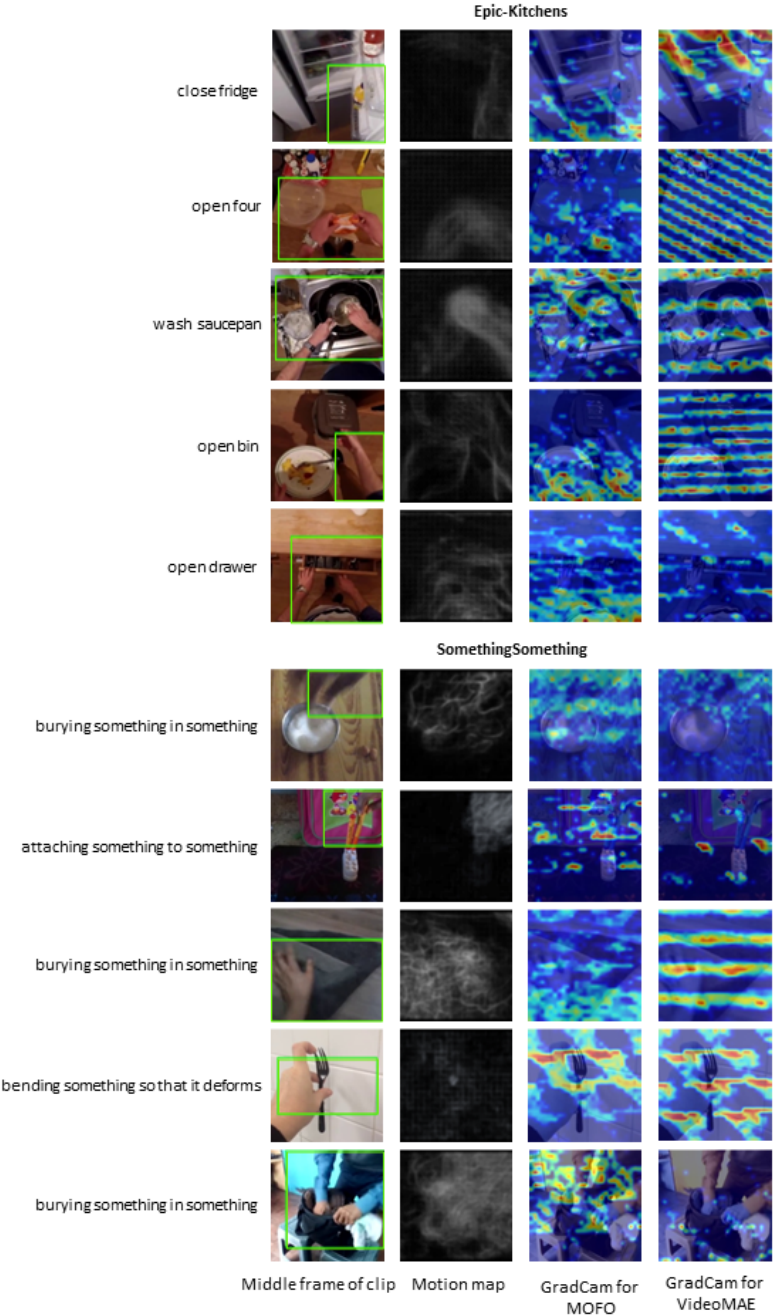 Epic-Kitchens
close fridge
open four
wash saucepan
open bin
open drawer
SomethingSomething
burying something in something
attaching something to something
burying something in something
bending something so that it deforms
burying something in something
Middle frame of clip
Motion map
GradCam for
MOFO
GradCam for
VideoMAE